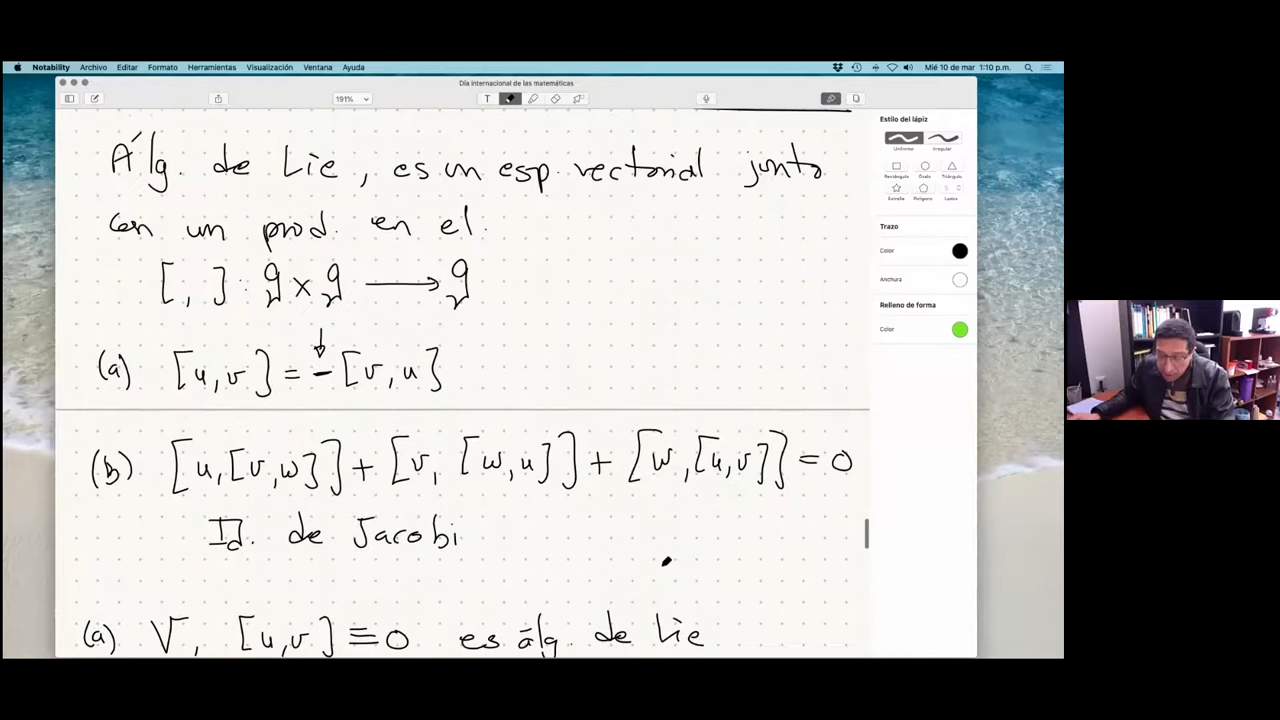 Notability Archivo Editar Formato Herramientas Visualización Ventana Ayuda
Mié 10 de mar 1:10 p.m.
Día internacional de las matemáticas
191%
T
Álg. de Lie, es un esp. vectorial junto
con un prod. en el.
[ , ] : g × g ⟶ g
(a) [u,v] = -[v,u]
(b) [u,[v,w]] + [v,[w,u]] + [w,[u,v]] = 0
Id. de Jacobi
(a) V, [u,v] ≡ 0 es álg. de Lie
Estilo del lápiz
Uniforme Irregular
Rectángulo Óvalo Triángulo
Estrella Polígono Lados
Trazo
Color
Anchura
Relleno de forma
Color